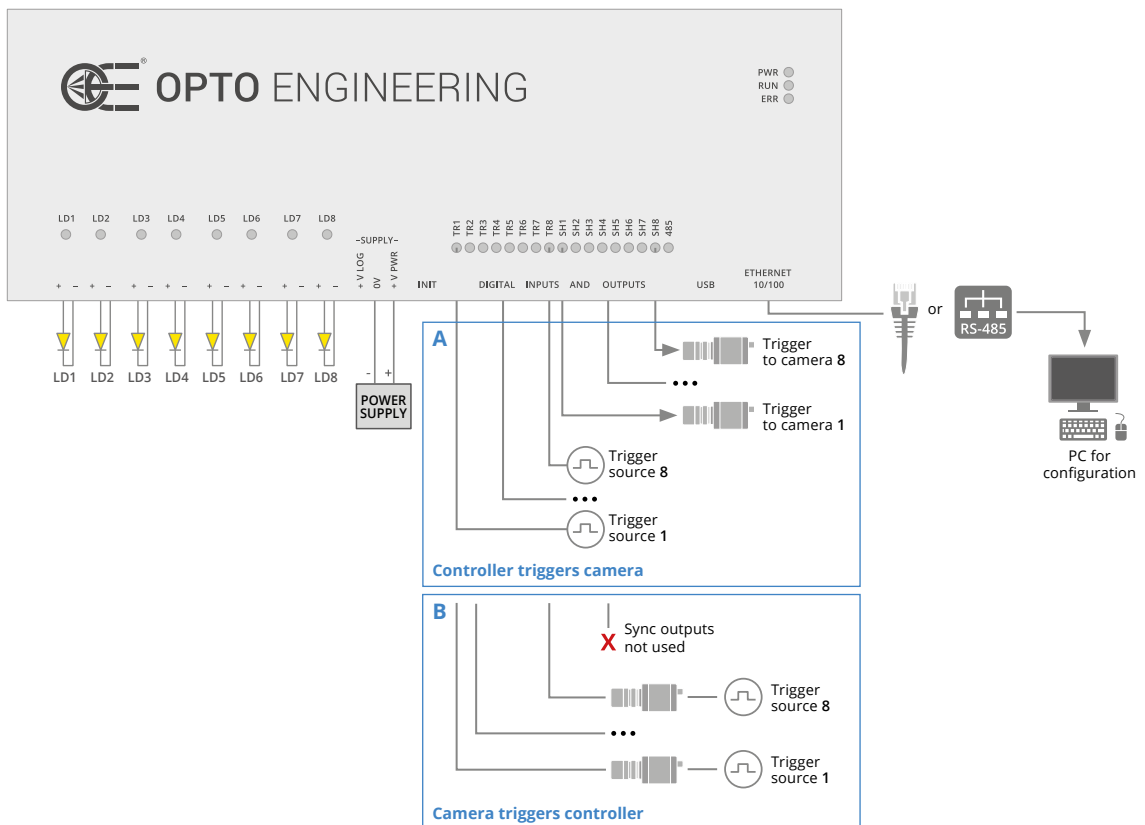 OPTO ENGINEERING®
PWR
RUN
ERR
LD1 LD2 LD3 LD4 LD5 LD6 LD7 LD8
–SUPPLY–
+ V LOG
0V
+ V PWR
TR1
TR2
TR3
TR4
TR5
TR6
TR7
TR8
SH1
SH2
SH3
SH4
SH5
SH6
SH7
SH8
485
+ – + – + – + – + – + – + – + –
INIT DIGITAL INPUTS AND OUTPUTS USB
ETHERNET
10/100
LD1 LD2 LD3 LD4 LD5 LD6 LD7 LD8
- +
POWER
SUPPLY
or
RS-485
PC for
configuration
A
Trigger
to camera 8
•••
Trigger
to camera 1
Trigger
source 8
•••
Trigger
source 1
Controller triggers camera
B
X
Sync outputs
not used
Trigger
source 8
•••
Trigger
source 1
Camera triggers controller